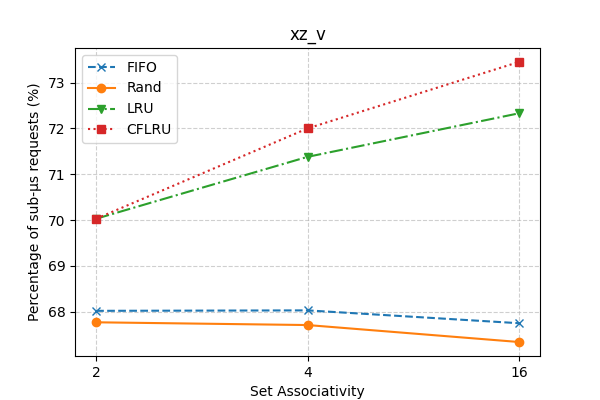 xz_v
FIFO
Rand
LRU
CFLRU
Percentage of sub-µs requests (%)
73
72
71
70
69
68
2
4
16
Set Associativity